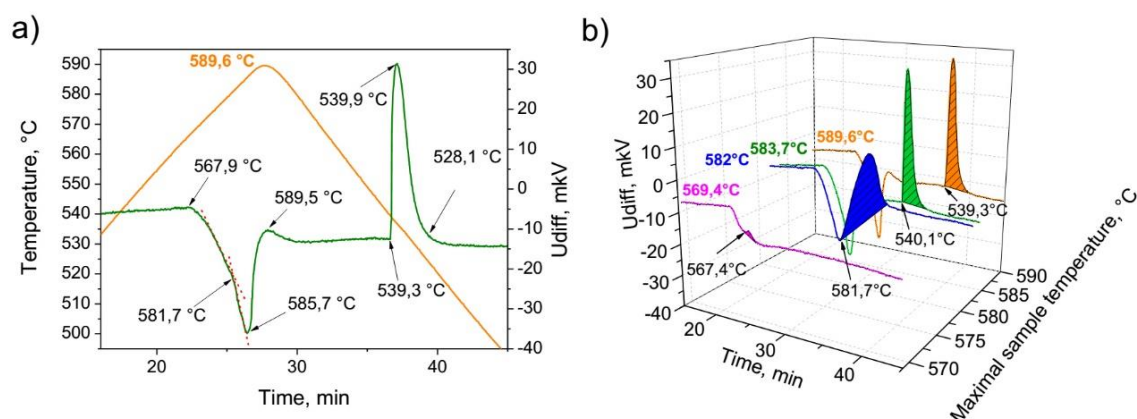 a)
589,6 °C
590
580
570
560
550
540
530
520
510
500
Temperature, °C
30
20
10
0
-10
-20
-30
-40
Udiff, mkV
539,9 °C
567,9 °C
589,5 °C
528,1 °C
581,7 °C
585,7 °C
539,3 °C
20
30
40
Time, min
b)
30
20
10
0
-10
-20
-30
-40
Udiff, mkV
589,6°C
583,7°C
582°C
569,4°C
539,3°C
540,1°C
567,4°C
581,7°C
20
30
40
Time, min
590
585
580
575
570
Maximal sample temperature, °C